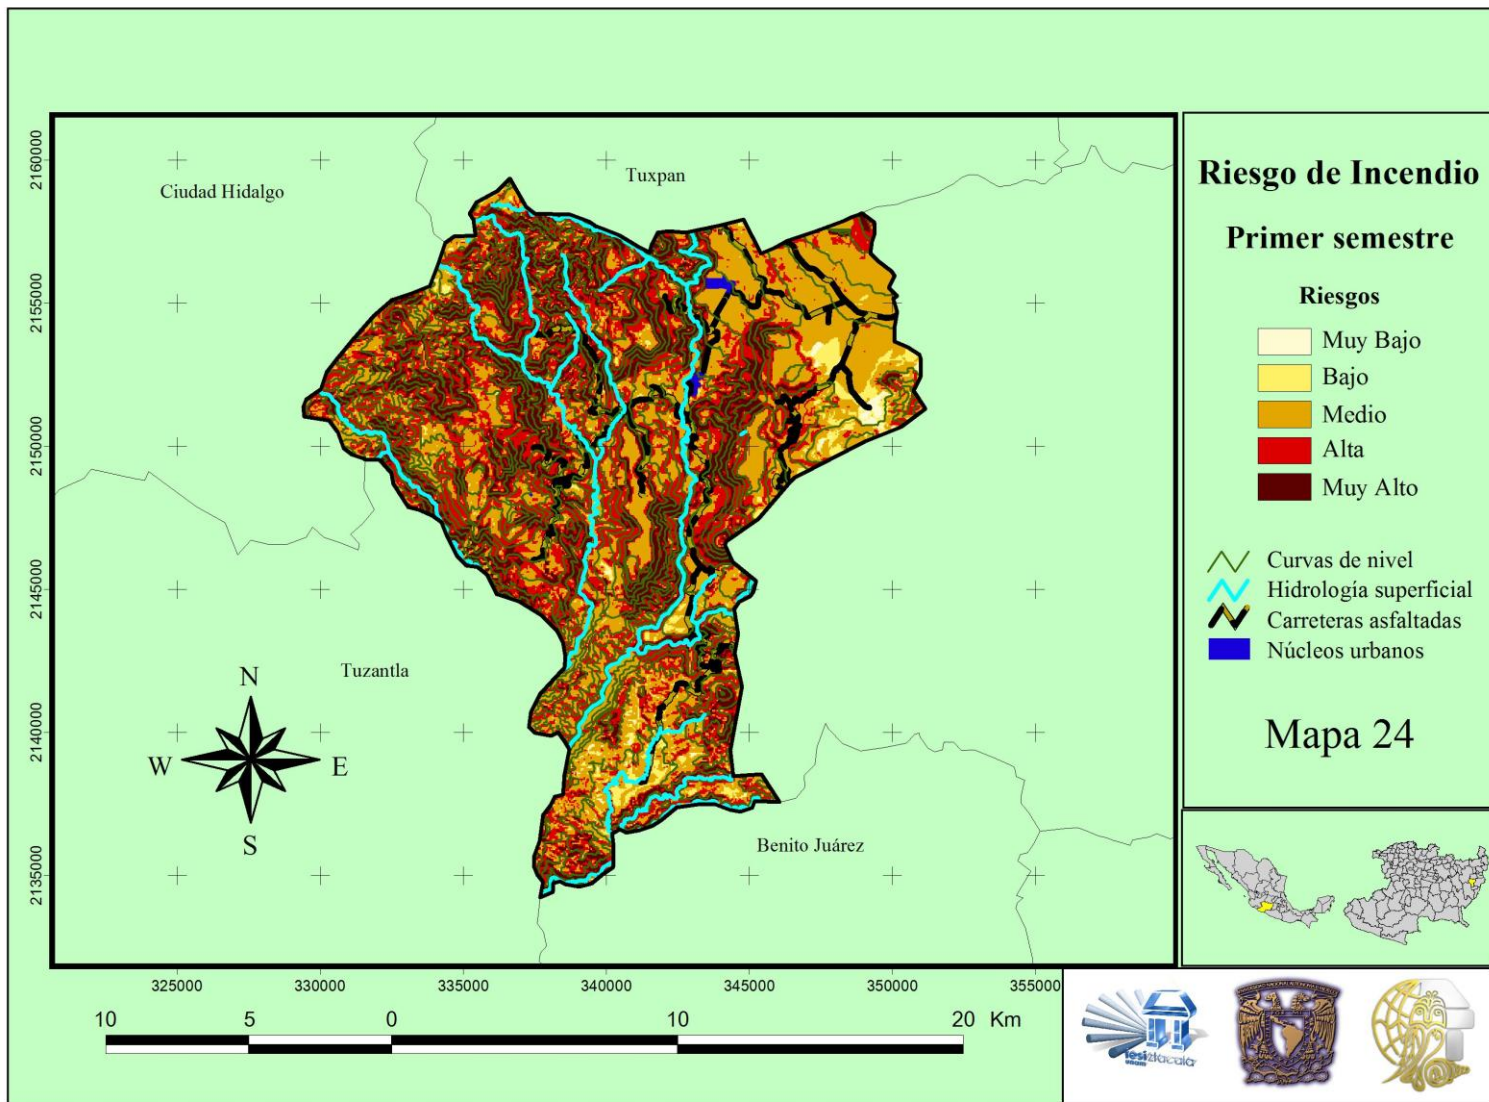 Riesgo de Incendio
Primer semestre
Riesgos
Muy Bajo
Bajo
Medio
Alta
Muy Alto
Curvas de nivel
Hidrología superficial
Carreteras asfaltadas
Núcleos urbanos
Mapa 24
Ciudad Hidalgo
Tuxpan
Tuzantla
Benito Juárez
N
W
E
S
2160000
2155000
2150000
2145000
2140000
2135000
325000
330000
335000
340000
345000
350000
355000
10
5
0
10
20
Km
iesiztacala
unam